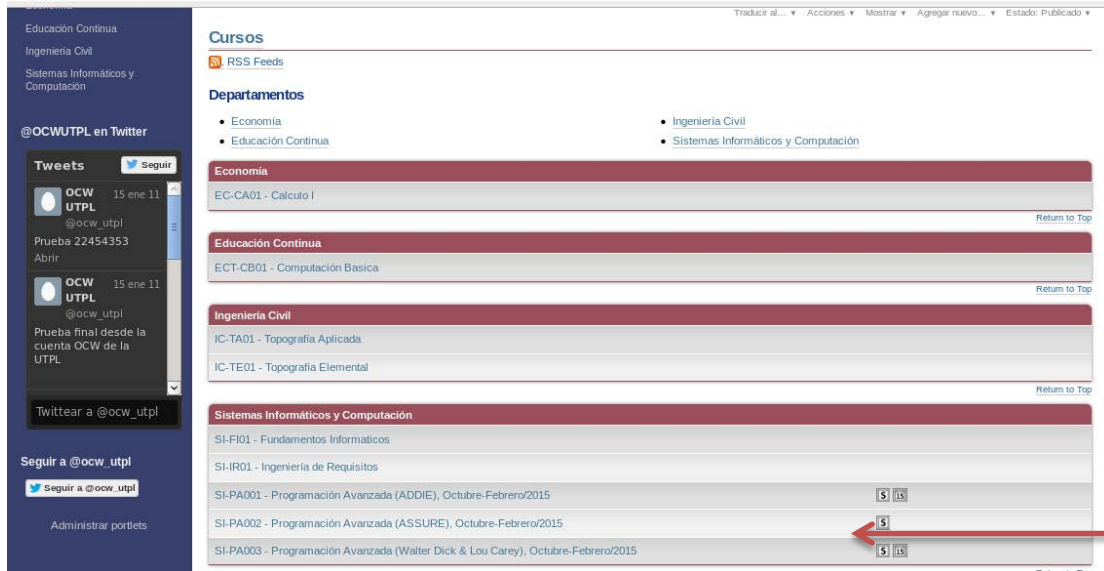 Traducir al... ▾ Acciones ▾ Mostrar ▾ Agregar nuevo... ▾ Estado: Publicado ▾
Educación Continua
Ingeniería Civil
Sistemas Informáticos y
Computación
@OCWUTPL en Twitter
Tweets
Seguir
OCW
UTPL
15 ene 11
@ocw_utpl
Prueba 22454353
Abrir
OCW
UTPL
15 ene 11
@ocw_utpl
Prueba final desde la
cuenta OCW de la
UTPL
Twittear a @ocw_utpl
Seguir a @ocw_utpl
Seguir a @ocw_utpl
Administrar portlets
Cursos
RSS Feeds
Departamentos
• Economía
• Educación Continua
• Ingeniería Civil
• Sistemas Informáticos y Computación
Economía
EC-CA01 - Calculo I
Return to Top
Educación Continua
ECT-CB01 - Computación Basica
Return to Top
Ingeniería Civil
IC-TA01 - Topografía Aplicada
IC-TE01 - Topografía Elemental
Return to Top
Sistemas Informáticos y Computación
SI-FI01 - Fundamentos Informaticos
SI-IR01 - Ingeniería de Requisitos
SI-PA001 - Programación Avanzada (ADDIE), Octubre-Febrero/2015 S IS
SI-PA002 - Programación Avanzada (ASSURE), Octubre-Febrero/2015 S
SI-PA003 - Programación Avanzada (Walter Dick & Lou Carey), Octubre-Febrero/2015 S IS